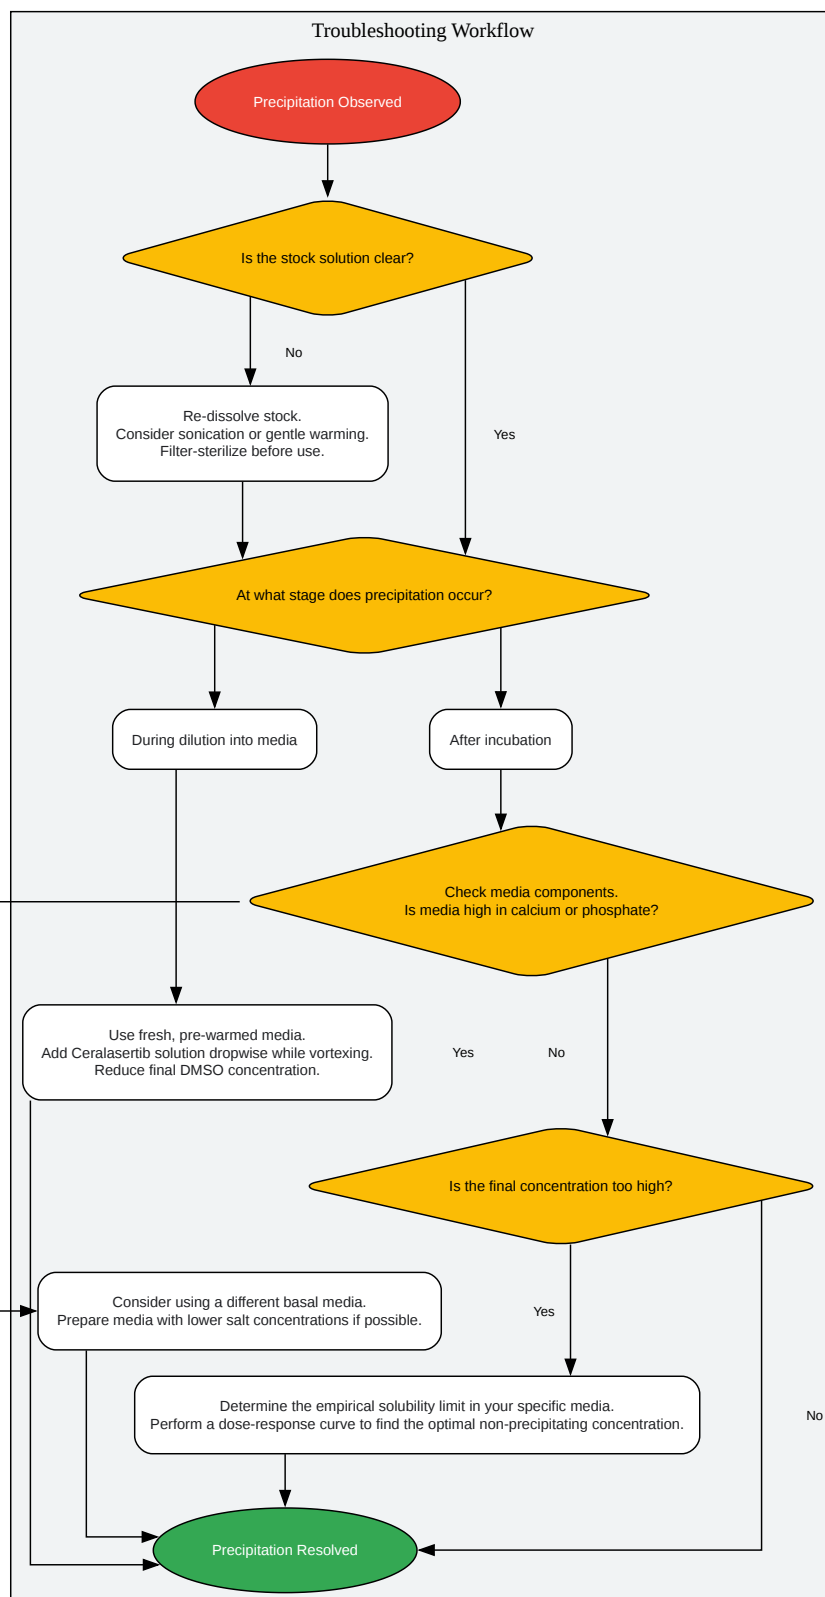 Troubleshooting Workflow
Precipitation Observed
Is the stock solution clear?
No
Re-dissolve stock.
Consider sonication or gentle warming.
Filter-sterilize before use.
Yes
At what stage does precipitation occur?
During dilution into media
After incubation
Check media components.
Is media high in calcium or phosphate?
Use fresh, pre-warmed media.
Add Ceralasertib solution dropwise while vortexing.
Reduce final DMSO concentration.
Yes
No
Is the final concentration too high?
Consider using a different basal media.
Prepare media with lower salt concentrations if possible.
Yes
Determine the empirical solubility limit in your specific media.
Perform a dose-response curve to find the optimal non-precipitating concentration.
No
Precipitation Resolved